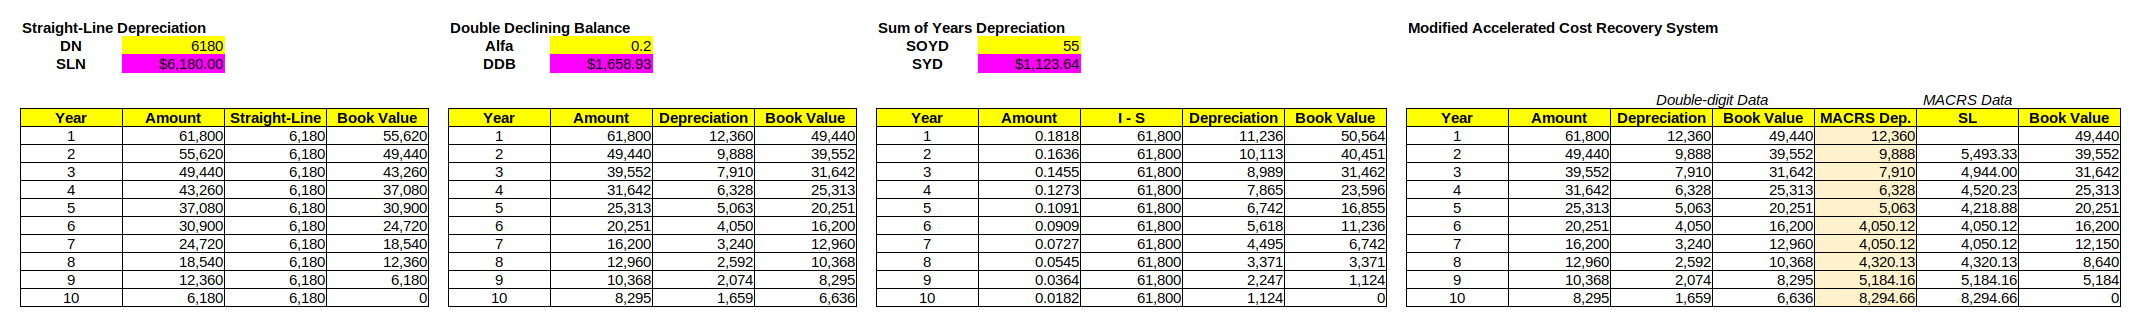 Straight-Line Depreciation Double Declining Balance Sum of Years Depreciation Modified Accelerated Cost Recovery System
DN 6180 Alfa 0.2 SOYD 55
SLN $6,180.00 DDB $1,658.93 SYD $1,123.64
Double-digit Data MACRS Data
Year Amount Straight-Line Book Value Year Amount Depreciation Book Value Year Amount I - S Depreciation Book Value Year Amount Depreciation Book Value MACRS Dep. SL Book Value
1 61,800 6,180 55,620 1 61,800 12,360 49,440 1 0.1818 61,800 11,236 50,564 1 61,800 12,360 49,440 12,360 49,440
2 55,620 6,180 49,440 2 49,440 9,888 39,552 2 0.1636 61,800 10,113 40,451 2 49,440 9,888 39,552 9,888 5,493.33 39,552
3 49,440 6,180 43,260 3 39,552 7,910 31,642 3 0.1455 61,800 8,989 31,462 3 39,552 7,910 31,642 7,910 4,944.00 31,642
4 43,260 6,180 37,080 4 31,642 6,328 25,313 4 0.1273 61,800 7,865 23,596 4 31,642 6,328 25,313 6,328 4,520.23 25,313
5 37,080 6,180 30,900 5 25,313 5,063 20,251 5 0.1091 61,800 6,742 16,855 5 25,313 5,063 20,251 5,063 4,218.88 20,251
6 30,900 6,180 24,720 6 20,251 4,050 16,200 6 0.0909 61,800 5,618 11,236 6 20,251 4,050 16,200 4,050.12 4,050.12 16,200
7 24,720 6,180 18,540 7 16,200 3,240 12,960 7 0.0727 61,800 4,495 6,742 7 16,200 3,240 12,960 4,050.12 4,050.12 12,150
8 18,540 6,180 12,360 8 12,960 2,592 10,368 8 0.0545 61,800 3,371 3,371 8 12,960 2,592 10,368 4,320.13 4,320.13 8,640
9 12,360 6,180 6,180 9 10,368 2,074 8,295 9 0.0364 61,800 2,247 1,124 9 10,368 2,074 8,295 5,184.16 5,184.16 5,184
10 6,180 6,180 0 10 8,295 1,659 6,636 10 0.0182 61,800 1,124 0 10 8,295 1,659 6,636 8,294.66 8,294.66 0